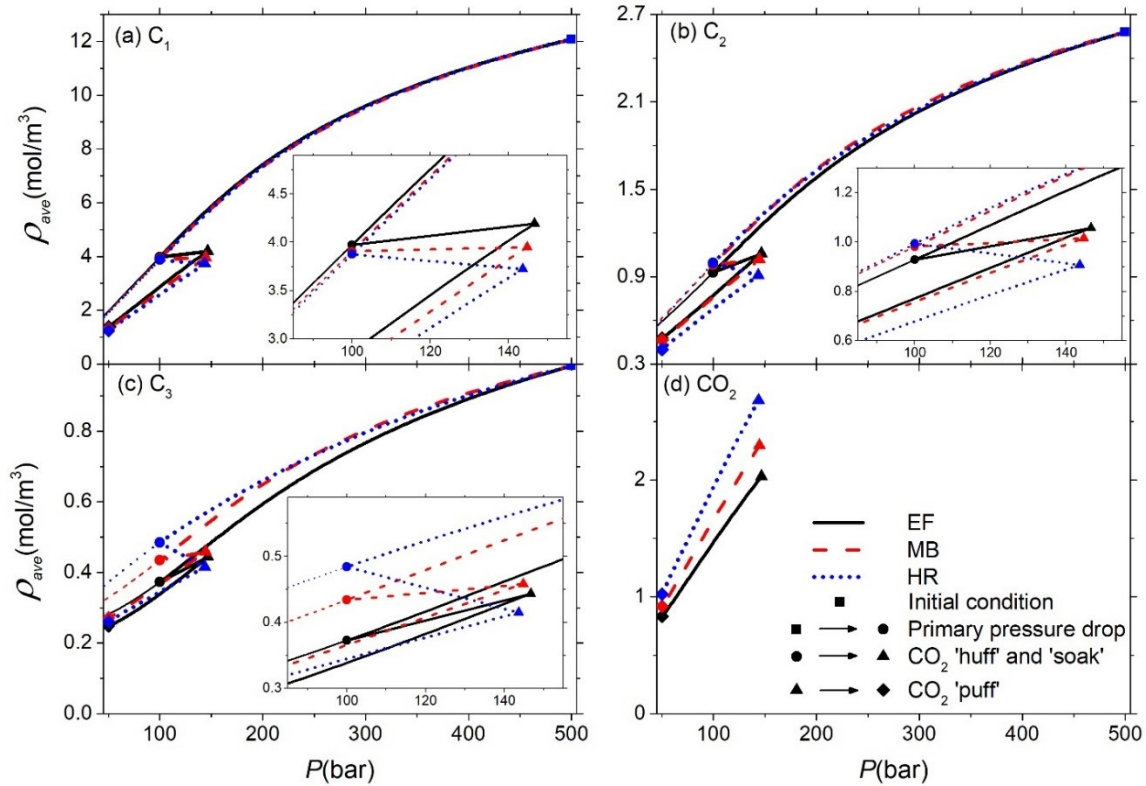 (a) C₁
12
10
8
6
4
2
0
ρave(mol/m³)
4.5
4.0
3.5
3.0
100 120 140
(b) C₂
2.7
2.1
1.5
0.9
0.3
1.2
1.0
0.8
0.6
100 120 140
(c) C₃
0.8
0.6
0.4
0.2
0.0
ρave(mol/m³)
0.5
0.4
0.3
100 120 140
100 200 300 400 500
P(bar)
(d) CO₂
2
1
0
EF
MB
HR
Initial condition
Primary pressure drop
CO₂ 'huff' and 'soak'
CO₂ 'puff'
100 200 300 400 500
P(bar)